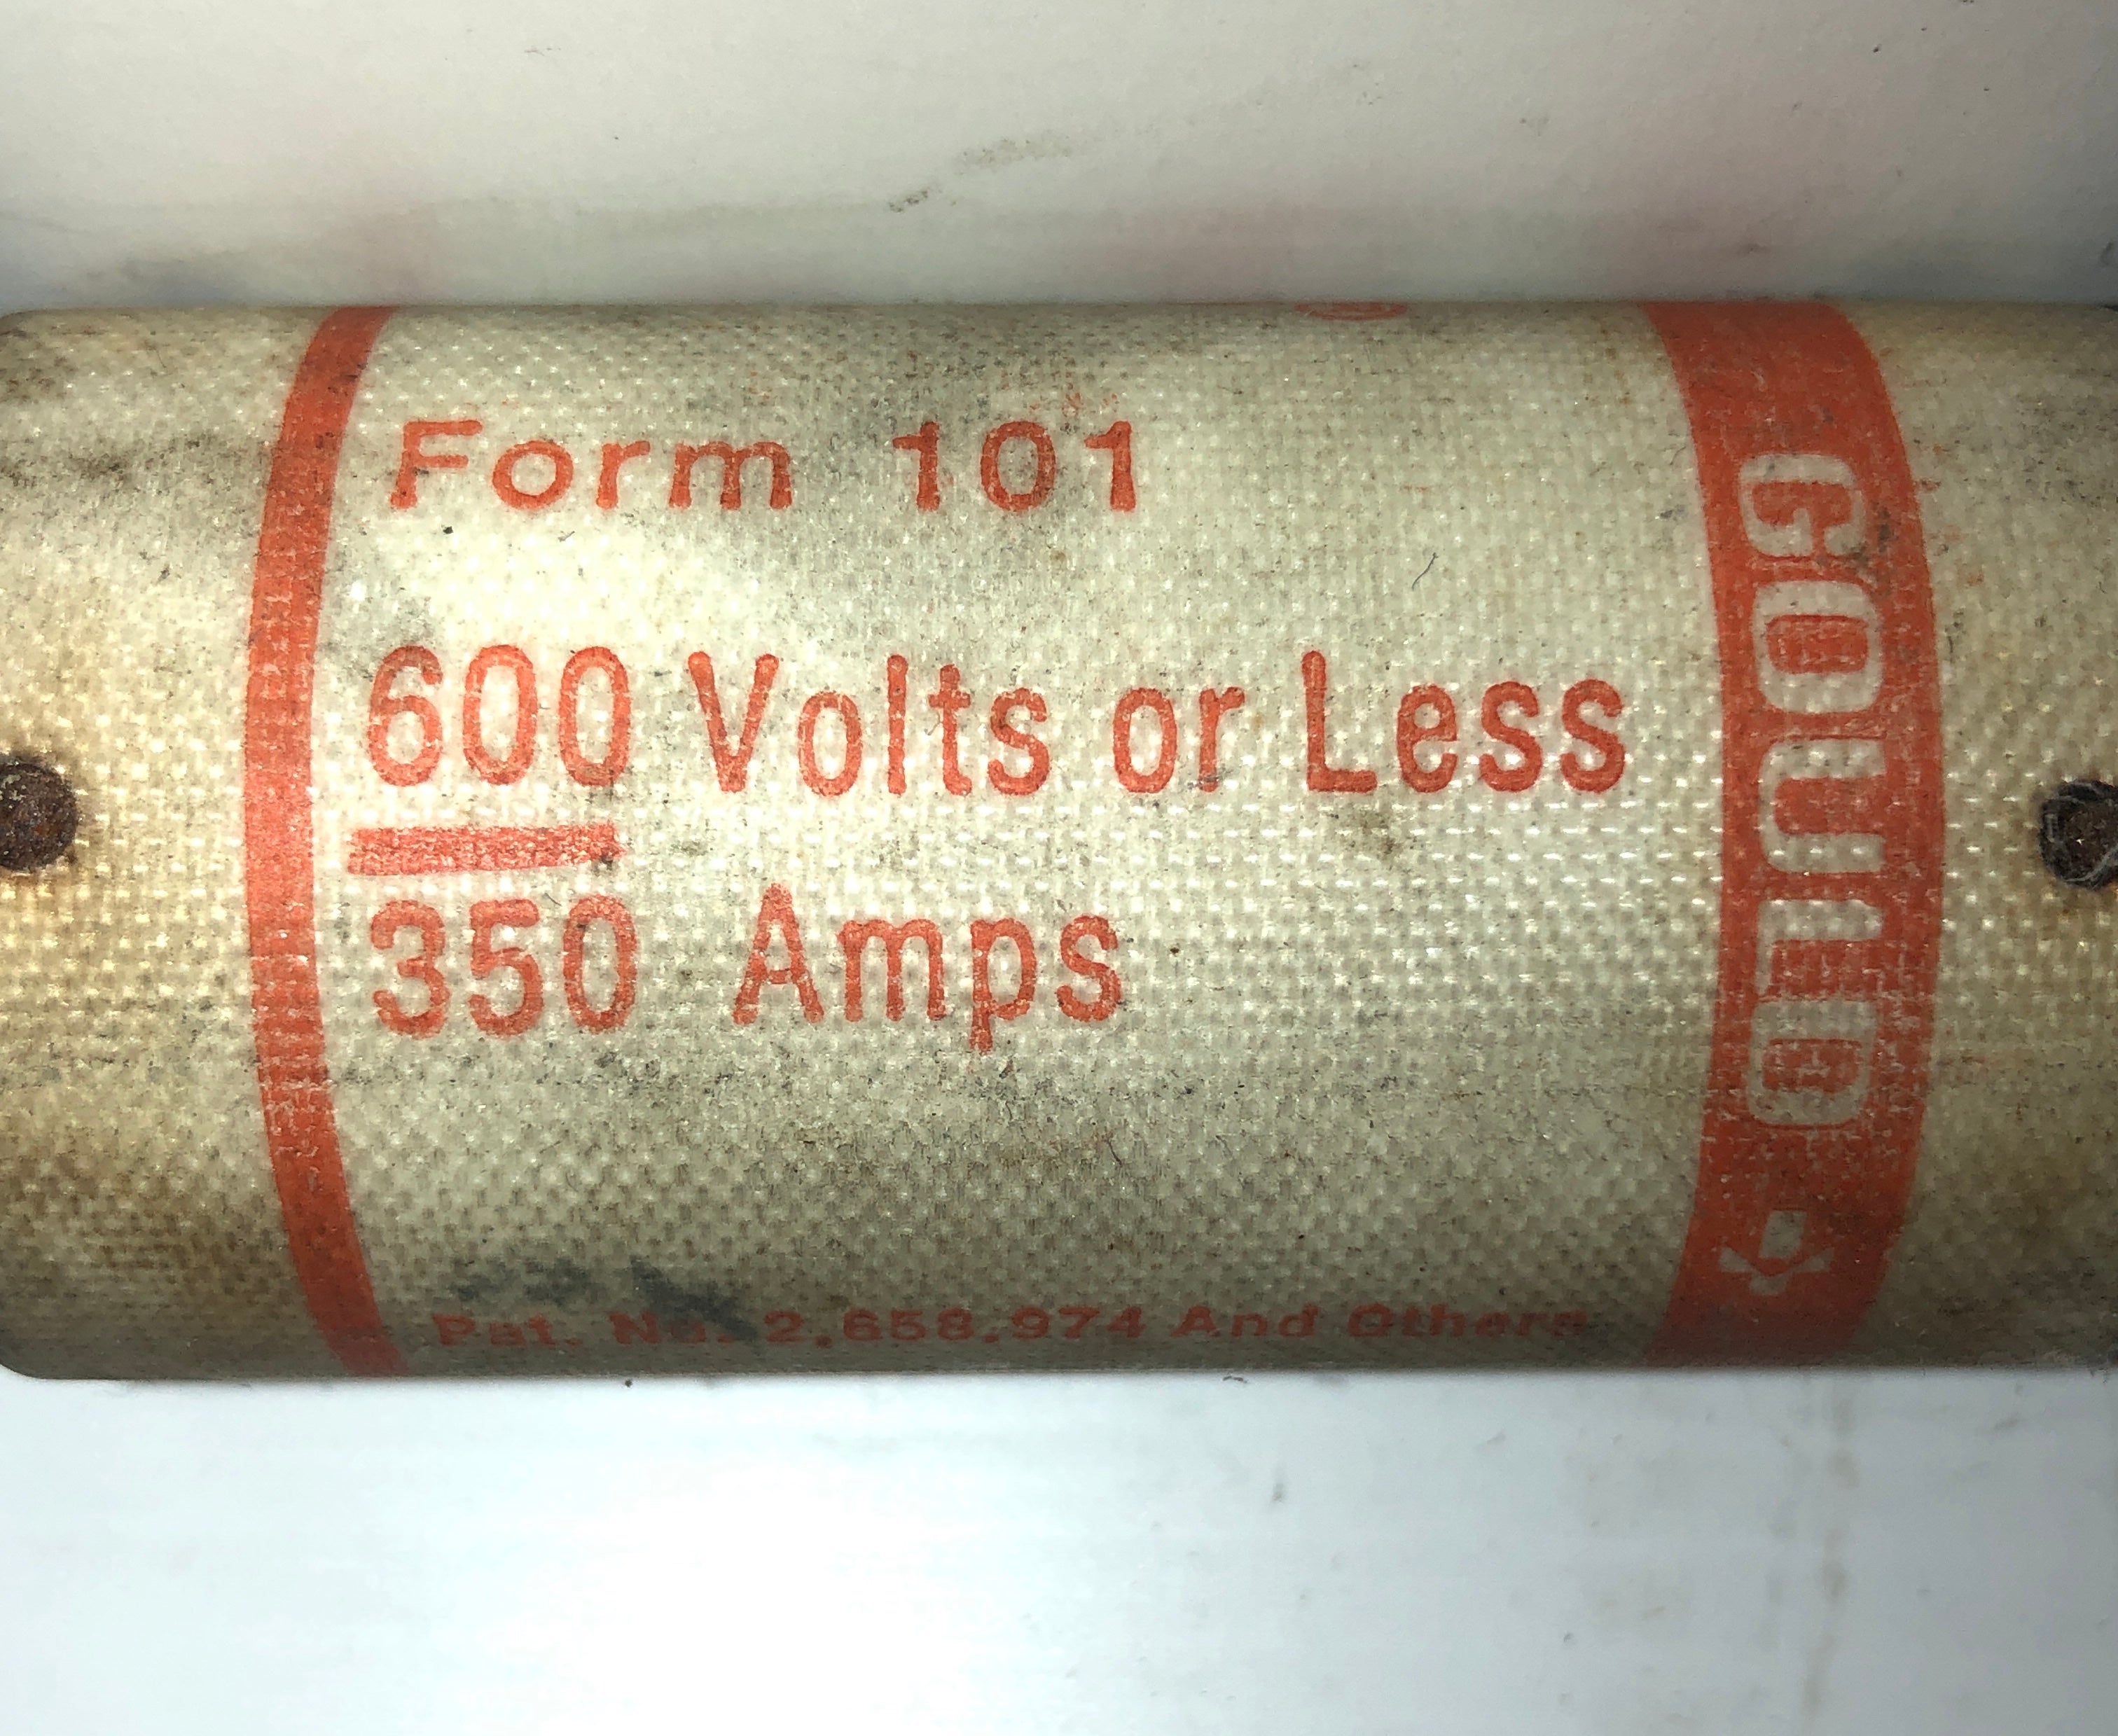 Form 101
600 Volts or Less
350 Amps
Pat. No. 2,658,974 And Others
GOULD